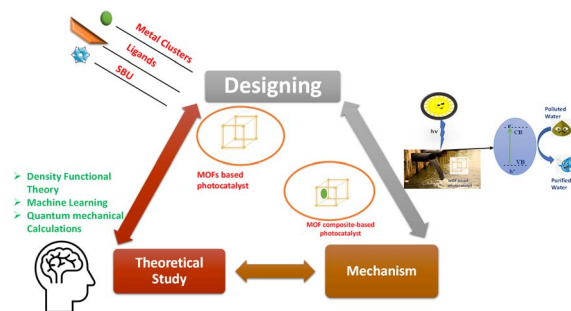 Metal Clusters
Ligands
SBU
Designing
MOFs based
photocatalyst
hv
e-
CB
VB
h+
Polluted
Water
Purified
Water
➢ Density Functional
Theory
➢ Machine Learning
➢ Quantum mechanical
Calculations
MOF composite-based
photocatalyst
Theoretical
Study
Mechanism